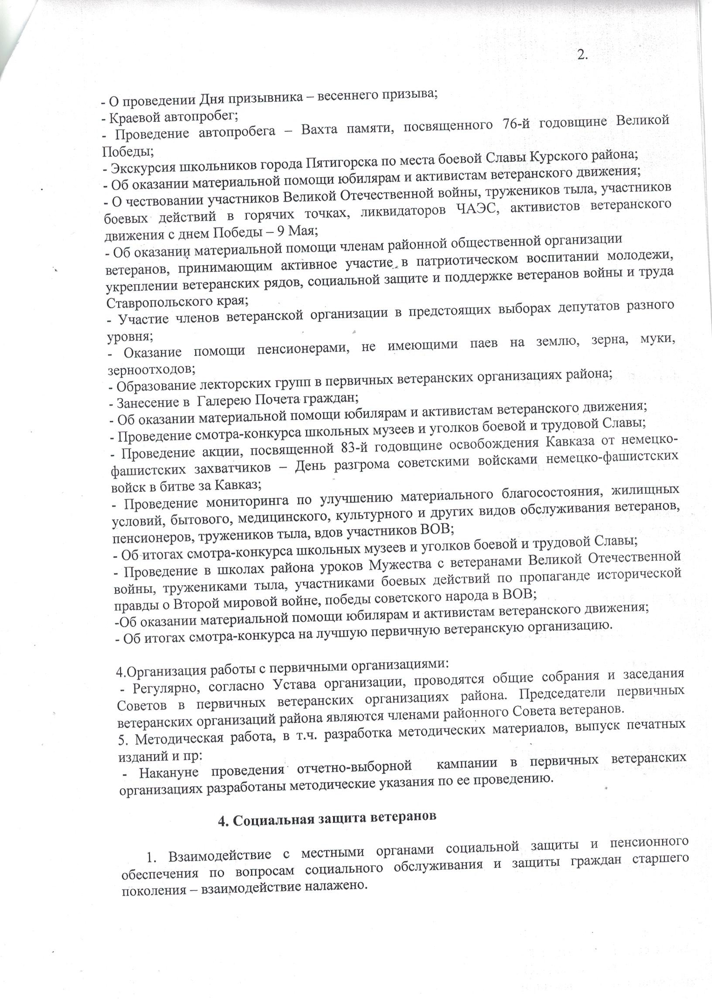 2.
- О проведении Дня призывника – весеннего призыва;
- Краевой автопробег;
- Проведение автопробега – Вахта памяти, посвященного 76-й годовщине Великой
Победы;
- Экскурсия школьников города Пятигорска по места боевой Славы Курского района;
- Об оказании материальной помощи юбилярам и активистам ветеранского движения;
- О чествовании участников Великой Отечественной войны, тружеников тыла, участников
боевых действий в горячих точках, ликвидаторов ЧАЭС, активистов ветеранского
движения с днем Победы – 9 Мая;
- Об оказании материальной помощи членам районной общественной организации
ветеранов, принимающим активное участие в патриотическом воспитании молодежи,
укреплении ветеранских рядов, социальной защите и поддержке ветеранов войны и труда
Ставропольского края;
- Участие членов ветеранской организации в предстоящих выборах депутатов разного
уровня;
- Оказание помощи пенсионерами, не имеющими паев на землю, зерна, муки,
зерноотходов;
- Образование лекторских групп в первичных ветеранских организациях района;
- Занесение в Галерею Почета граждан;
- Об оказании материальной помощи юбилярам и активистам ветеранского движения;
- Проведение смотра-конкурса школьных музеев и уголков боевой и трудовой Славы;
- Проведение акции, посвященной 83-й годовщине освобождения Кавказа от немецко-
фашистских захватчиков – День разгрома советскими войсками немецко-фашистских
войск в битве за Кавказ;
- Проведение мониторинга по улучшению материального благосостояния, жилищных
условий, бытового, медицинского, культурного и других видов обслуживания ветеранов,
пенсионеров, тружеников тыла, вдов участников ВОВ;
- Об итогах смотра-конкурса школьных музеев и уголков боевой и трудовой Славы;
- Проведение в школах района уроков Мужества с ветеранами Великой Отечественной
войны, тружениками тыла, участниками боевых действий по пропаганде исторической
правды о Второй мировой войне, победы советского народа в ВОВ;
-Об оказании материальной помощи юбилярам и активистам ветеранского движения;
- Об итогах смотра-конкурса на лучшую первичную ветеранскую организацию.
4.Организация работы с первичными организациями:
- Регулярно, согласно Устава организации, проводятся общие собрания и заседания
Советов в первичных ветеранских организациях района. Председатели первичных
ветеранских организаций района являются членами районного Совета ветеранов.
5. Методическая работа, в т.ч. разработка методических материалов, выпуск печатных
изданий и пр:
- Накануне проведения отчетно-выборной кампании в первичных ветеранских
организациях разработаны методические указания по ее проведению.
4. Социальная защита ветеранов
1. Взаимодействие с местными органами социальной защиты и пенсионного
обеспечения по вопросам социального обслуживания и защиты граждан старшего
поколения – взаимодействие налажено.